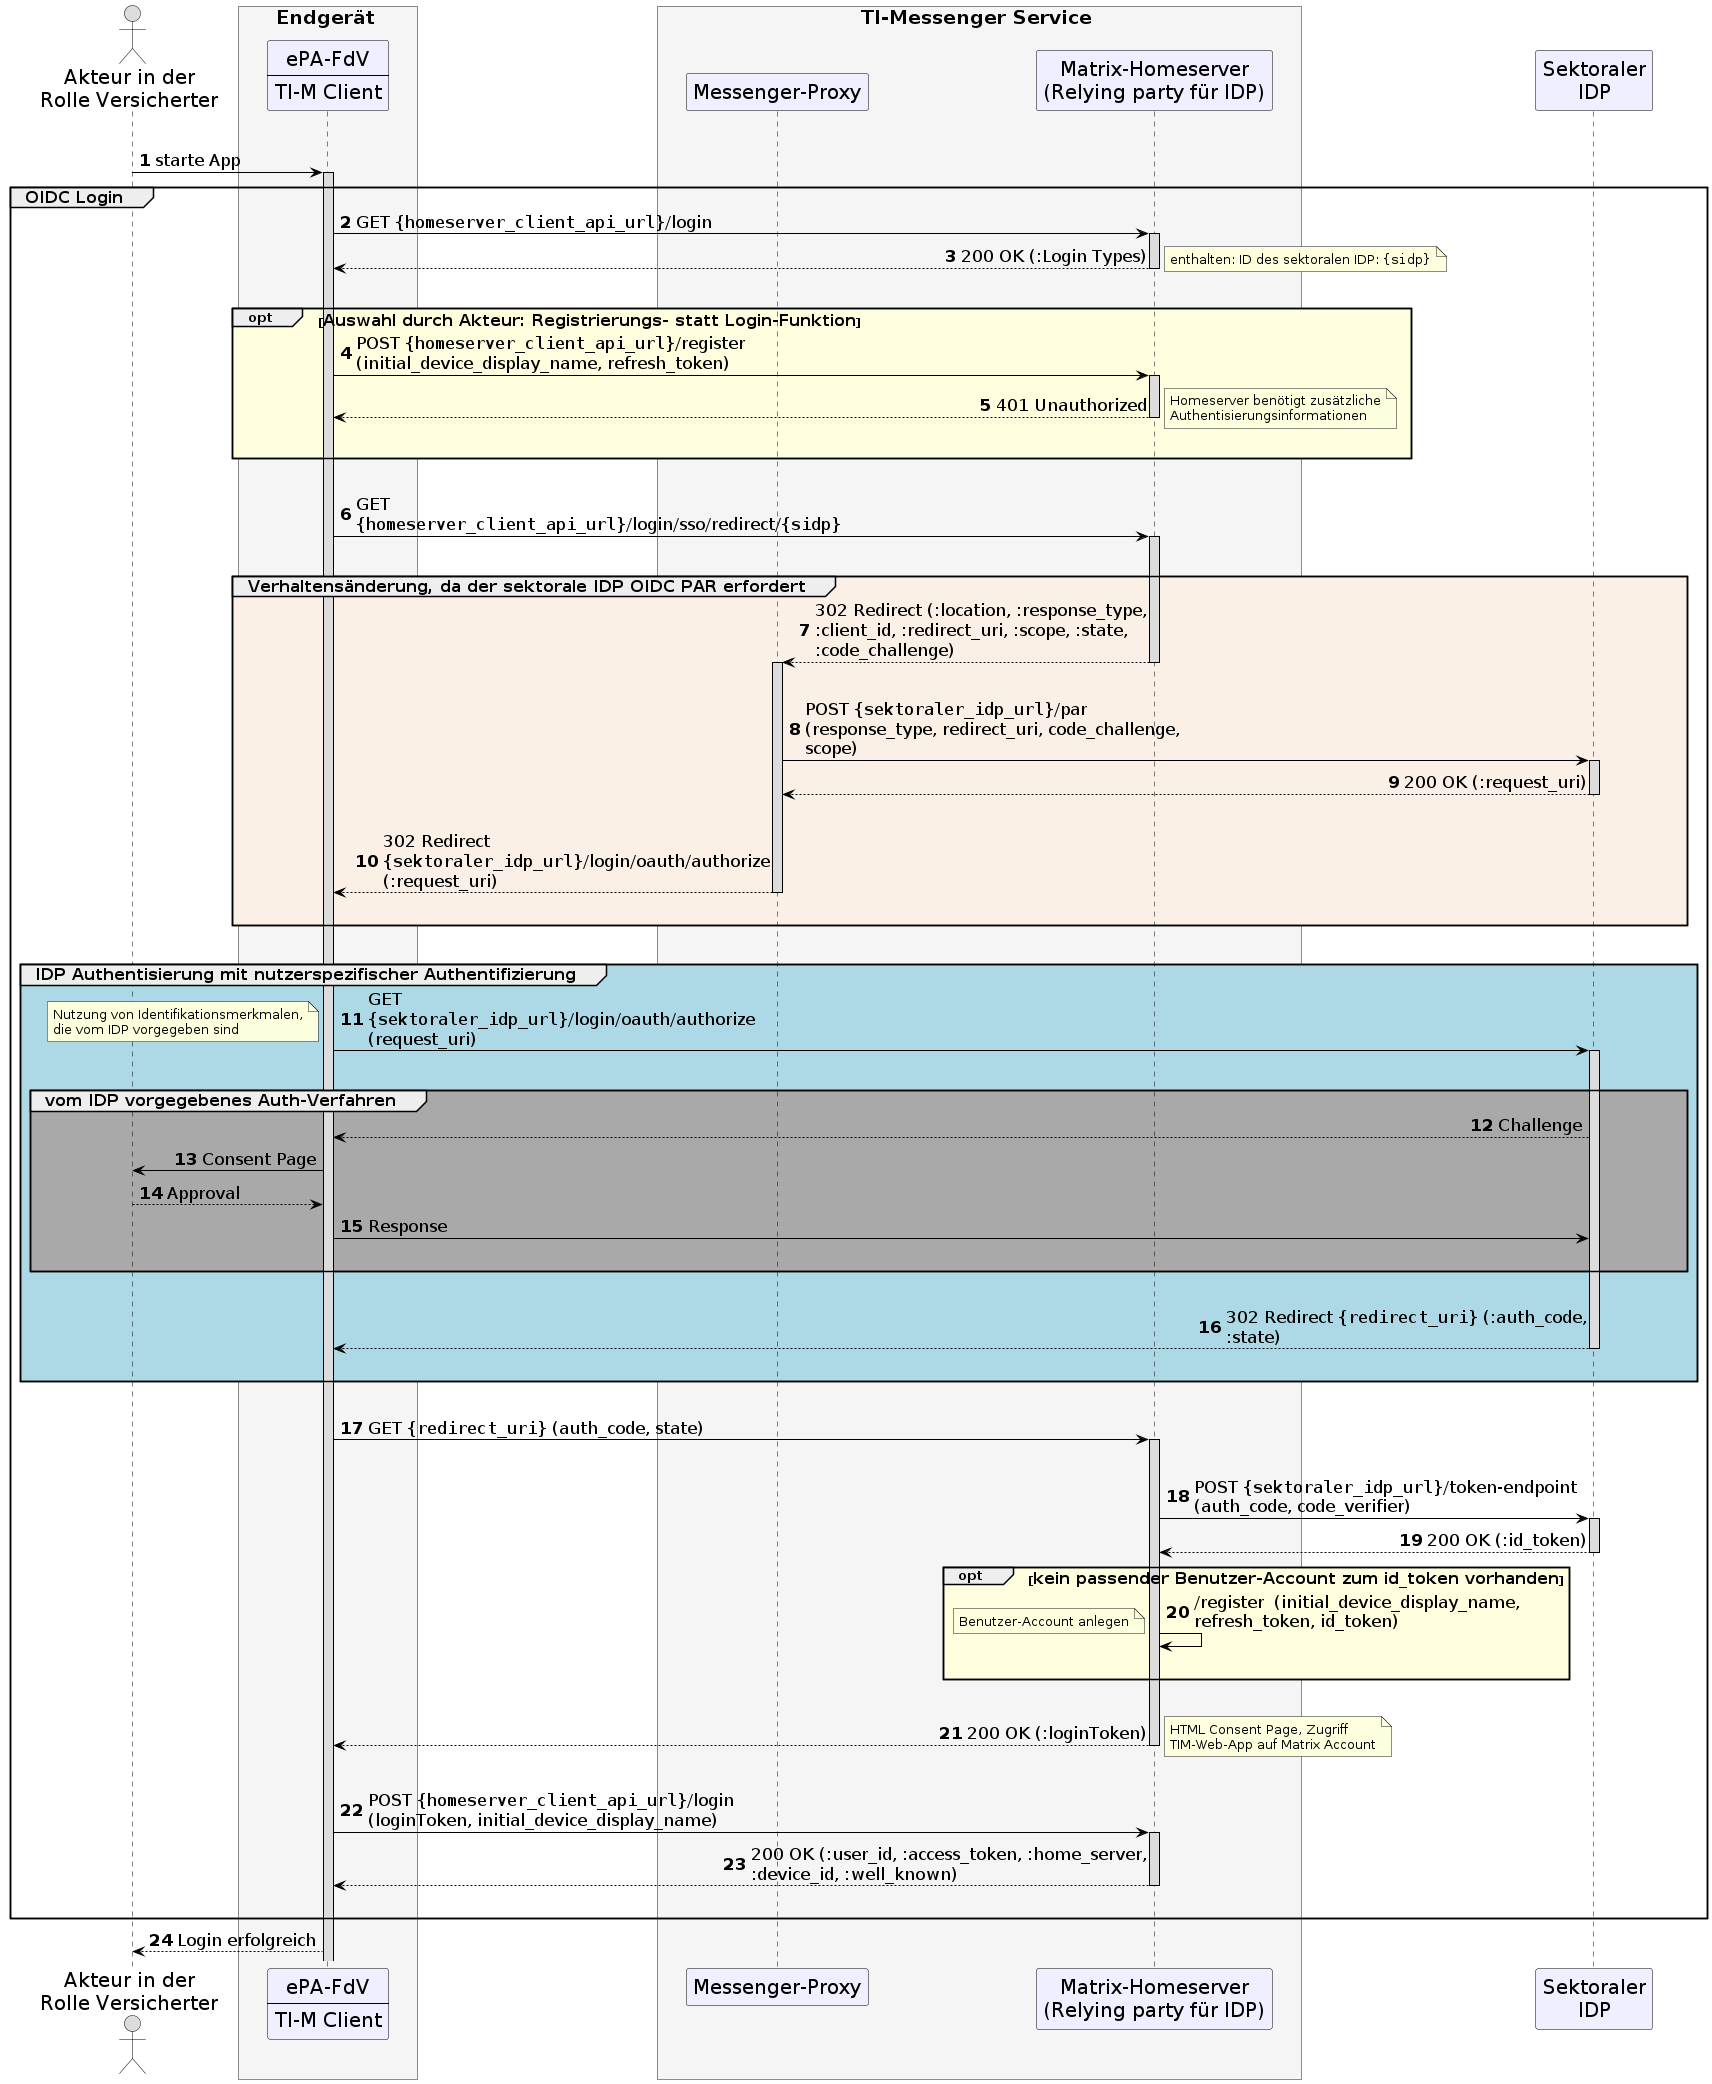 Endgerät
TI-Messenger Service
Akteur in der
Rolle Versicherter
ePA-FdV
TI-M Client
Messenger-Proxy
Matrix-Homeserver
(Relying party für IDP)
Sektoraler
IDP
1 starte App
OIDC Login
2 GET {homeserver_client_api_url}/login
3 200 OK (:Login Types)
enthalten: ID des sektoralen IDP: {sidp}
opt [Auswahl durch Akteur: Registrierungs- statt Login-Funktion]
4 POST {homeserver_client_api_url}/register
(initial_device_display_name, refresh_token)
5 401 Unauthorized
Homeserver benötigt zusätzliche
Authentisierungsinformationen
6 GET
{homeserver_client_api_url}/login/sso/redirect/{sidp}
Verhaltensänderung, da der sektorale IDP OIDC PAR erfordert
7 302 Redirect (:location, :response_type,
:client_id, :redirect_uri, :scope, :state,
:code_challenge)
8 POST {sektoraler_idp_url}/par
(response_type, redirect_uri, code_challenge,
scope)
9 200 OK (:request_uri)
10 302 Redirect
{sektoraler_idp_url}/login/oauth/authorize
(:request_uri)
IDP Authentisierung mit nutzerspezifischer Authentifizierung
Nutzung von Identifikationsmerkmalen,
die vom IDP vorgegeben sind
11 GET
{sektoraler_idp_url}/login/oauth/authorize
(request_uri)
vom IDP vorgegebenes Auth-Verfahren
12 Challenge
13 Consent Page
14 Approval
15 Response
16 302 Redirect {redirect_uri} (:auth_code,
:state)
17 GET {redirect_uri} (auth_code, state)
18 POST {sektoraler_idp_url}/token-endpoint
(auth_code, code_verifier)
19 200 OK (:id_token)
opt [kein passender Benutzer-Account zum id_token vorhanden]
Benutzer-Account anlegen
20 /register (initial_device_display_name,
refresh_token, id_token)
21 200 OK (:loginToken)
HTML Consent Page, Zugriff
TIM-Web-App auf Matrix Account
22 POST {homeserver_client_api_url}/login
(loginToken, initial_device_display_name)
23 200 OK (:user_id, :access_token, :home_server,
:device_id, :well_known)
24 Login erfolgreich
Akteur in der
Rolle Versicherter
ePA-FdV
TI-M Client
Messenger-Proxy
Matrix-Homeserver
(Relying party für IDP)
Sektoraler
IDP